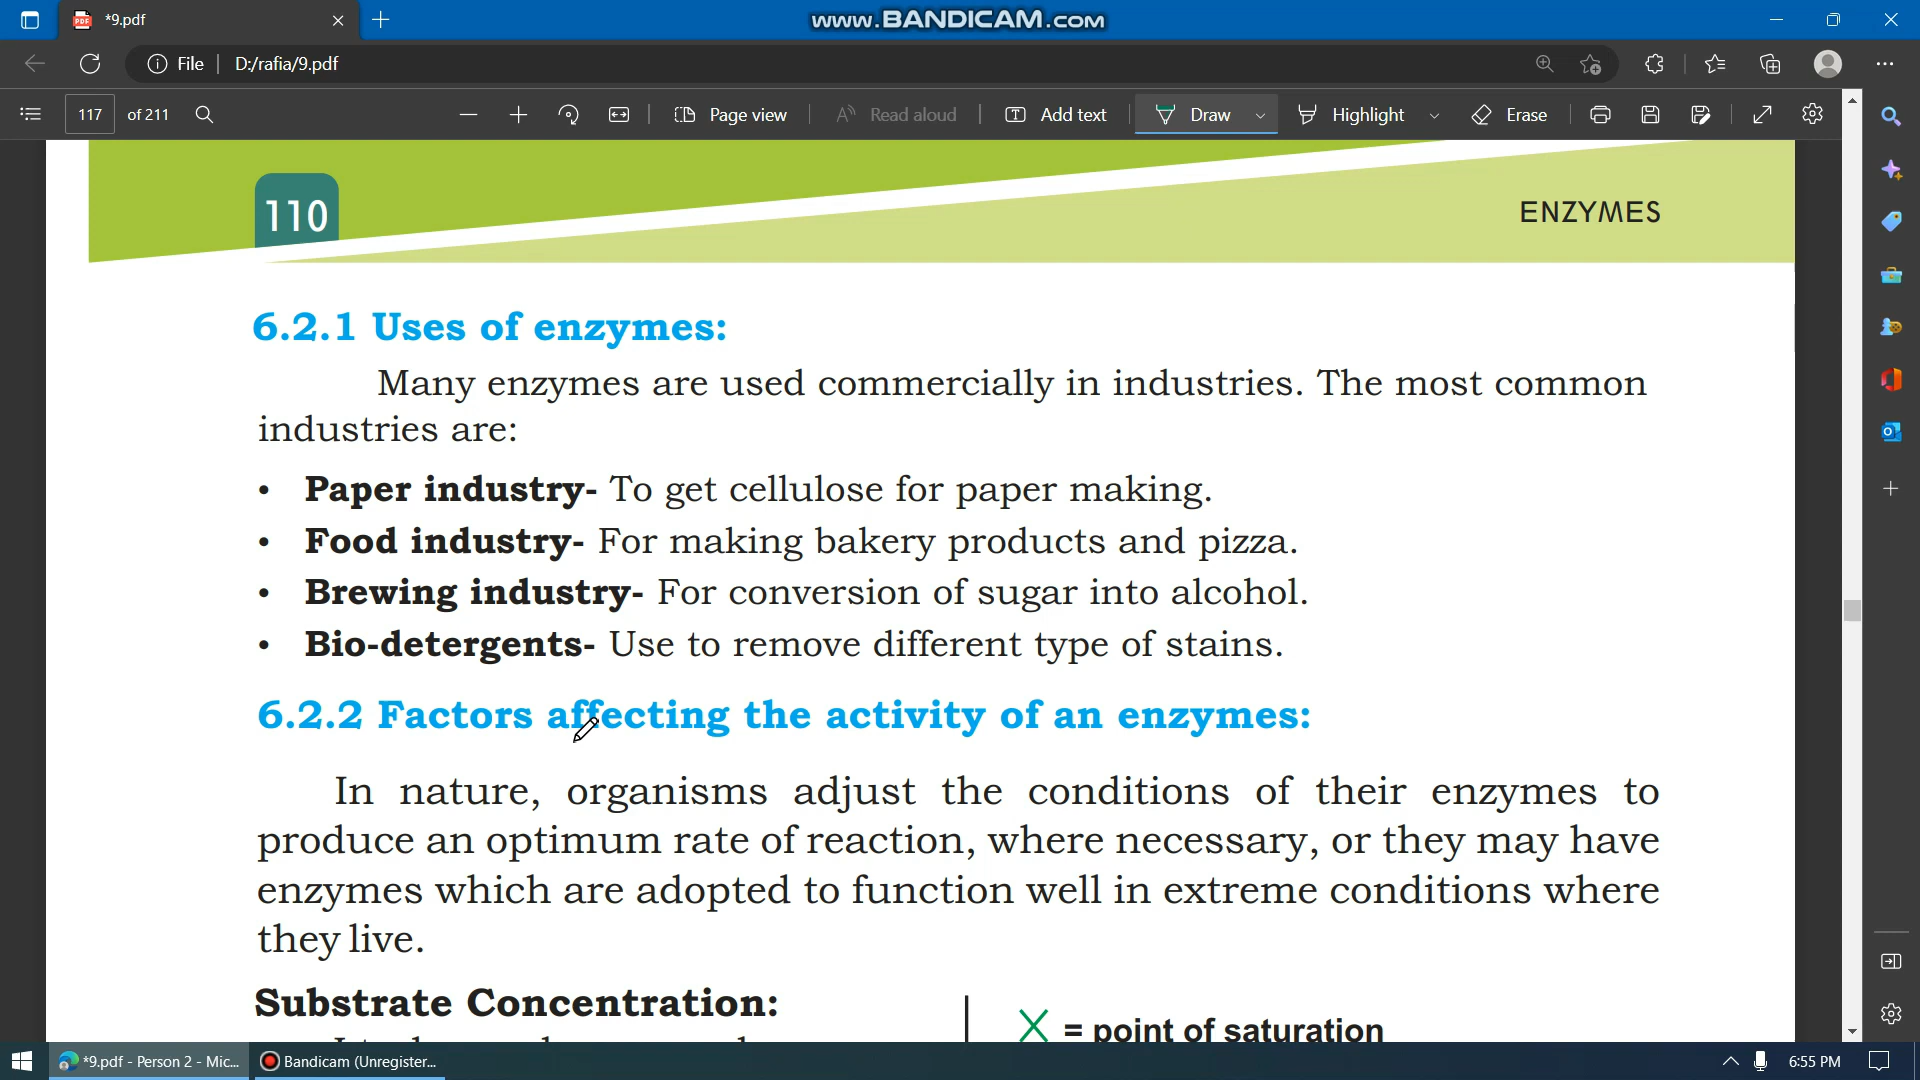 *9.pdf
www.BANDICAM.com
File
D:/rafia/9.pdf
117 of 211
Page view
Read aloud
Add text
Draw
Highlight
Erase
110
ENZYMES
6.2.1 Uses of enzymes:
Many enzymes are used commercially in industries. The most common
industries are:
• Paper industry- To get cellulose for paper making.
• Food industry- For making bakery products and pizza.
• Brewing industry- For conversion of sugar into alcohol.
• Bio-detergents- Use to remove different type of stains.
6.2.2 Factors affecting the activity of an enzymes:
In nature, organisms adjust the conditions of their enzymes to
produce an optimum rate of reaction, where necessary, or they may have
enzymes which are adopted to function well in extreme conditions where
they live.
Substrate Concentration:
X = point of saturation
*9.pdf - Person 2 - Mic...
Bandicam (Unregister...
6:55 PM